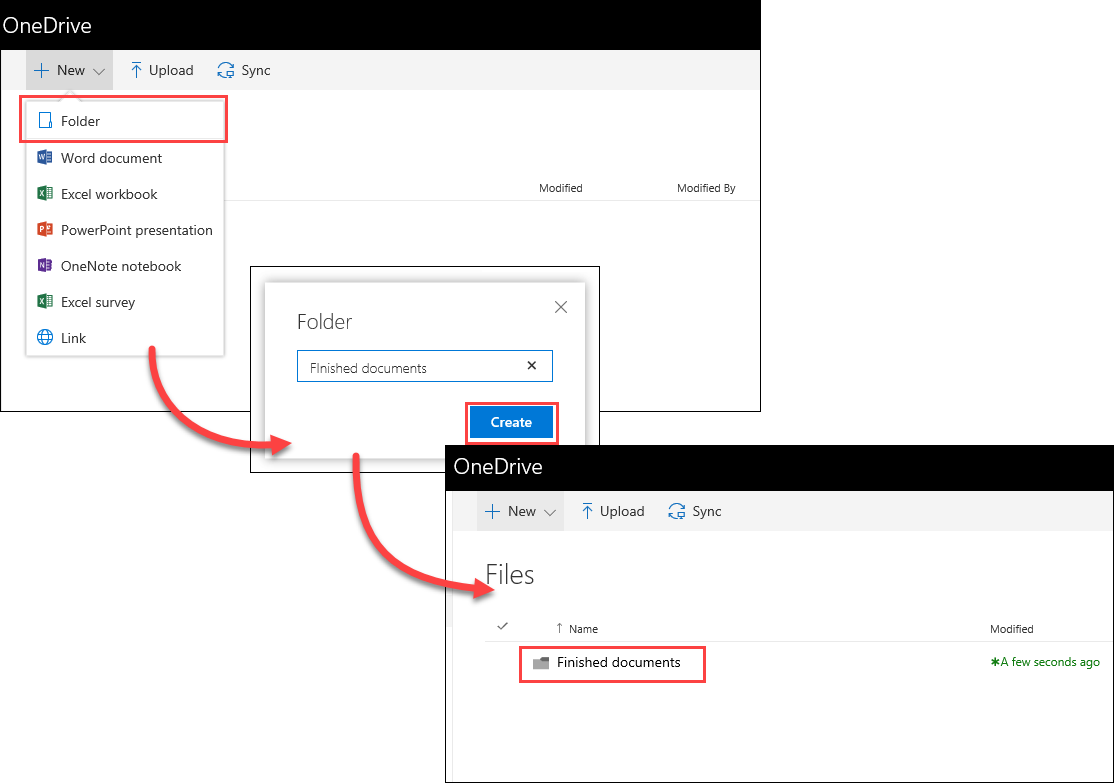 OneDrive
New
Upload
Sync
Folder
Word document
Excel workbook
PowerPoint presentation
OneNote notebook
Excel survey
Link
Modified
Modified By
Folder
FInished documents
Create
OneDrive
New
Upload
Sync
Files
Name
Modified
Finished documents
A few seconds ago